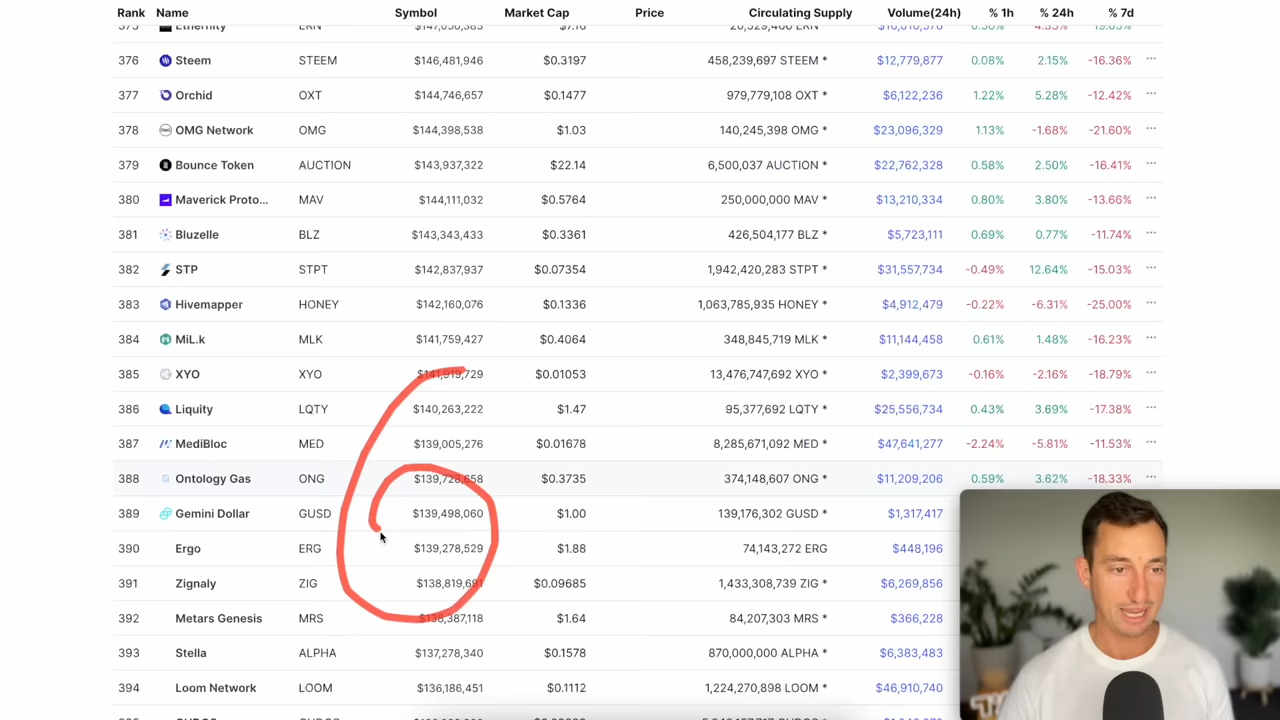 Rank Name Symbol Market Cap Price Circulating Supply Volume(24h) % 1h % 24h % 7d
376 Steem STEEM $146,481,946 $0.3197 458,239,697 STEEM * $12,779,877 0.08% 2.15% -16.36% ...
377 Orchid OXT $144,746,657 $0.1477 979,779,108 OXT * $6,122,236 1.22% 5.28% -12.42% ...
378 OMG Network OMG $144,398,538 $1.03 140,245,398 OMG * $23,096,329 1.13% -1.68% -21.60% ...
379 Bounce Token AUCTION $143,937,322 $22.14 6,500,037 AUCTION * $22,762,328 0.58% 2.50% -16.41% ...
380 Maverick Proto... MAV $144,111,032 $0.5764 250,000,000 MAV * $13,210,334 0.80% 3.80% -13.66% ...
381 Bluzelle BLZ $143,343,433 $0.3361 426,504,177 BLZ * $5,723,111 0.69% 0.77% -11.74% ...
382 STP STPT $142,837,937 $0.07354 1,942,420,283 STPT * $31,557,734 -0.49% 12.64% -15.03% ...
383 Hivemapper HONEY $142,160,076 $0.1336 1,063,785,935 HONEY * $4,912,479 -0.22% -6.31% -25.00% ...
384 MiL.k MLK $141,759,427 $0.4064 348,845,719 MLK * $11,144,458 0.61% 1.48% -16.23% ...
385 XYO XYO $141,919,729 $0.01053 13,476,747,692 XYO * $2,399,673 -0.16% -2.16% -18.79% ...
386 Liquity LQTY $140,263,222 $1.47 95,377,692 LQTY * $25,556,734 0.43% 3.69% -17.38% ...
387 MediBloc MED $139,005,276 $0.01678 8,285,671,092 MED * $47,641,277 -2.24% -5.81% -11.53% ...
388 Ontology Gas ONG $139,728,658 $0.3735 374,148,607 ONG * $11,209,206 0.59% 3.62% -18.33% ...
389 Gemini Dollar GUSD $139,498,060 $1.00 139,176,302 GUSD * $1,317,417
390 Ergo ERG $139,278,529 $1.88 74,143,272 ERG $448,196
391 Zignaly ZIG $138,819,691 $0.09685 1,433,308,739 ZIG * $6,269,856
392 Metars Genesis MRS $138,387,118 $1.64 84,207,303 MRS * $366,228
393 Stella ALPHA $137,278,340 $0.1578 870,000,000 ALPHA * $6,383,483
394 Loom Network LOOM $136,186,451 $0.1112 1,224,270,898 LOOM * $46,910,740